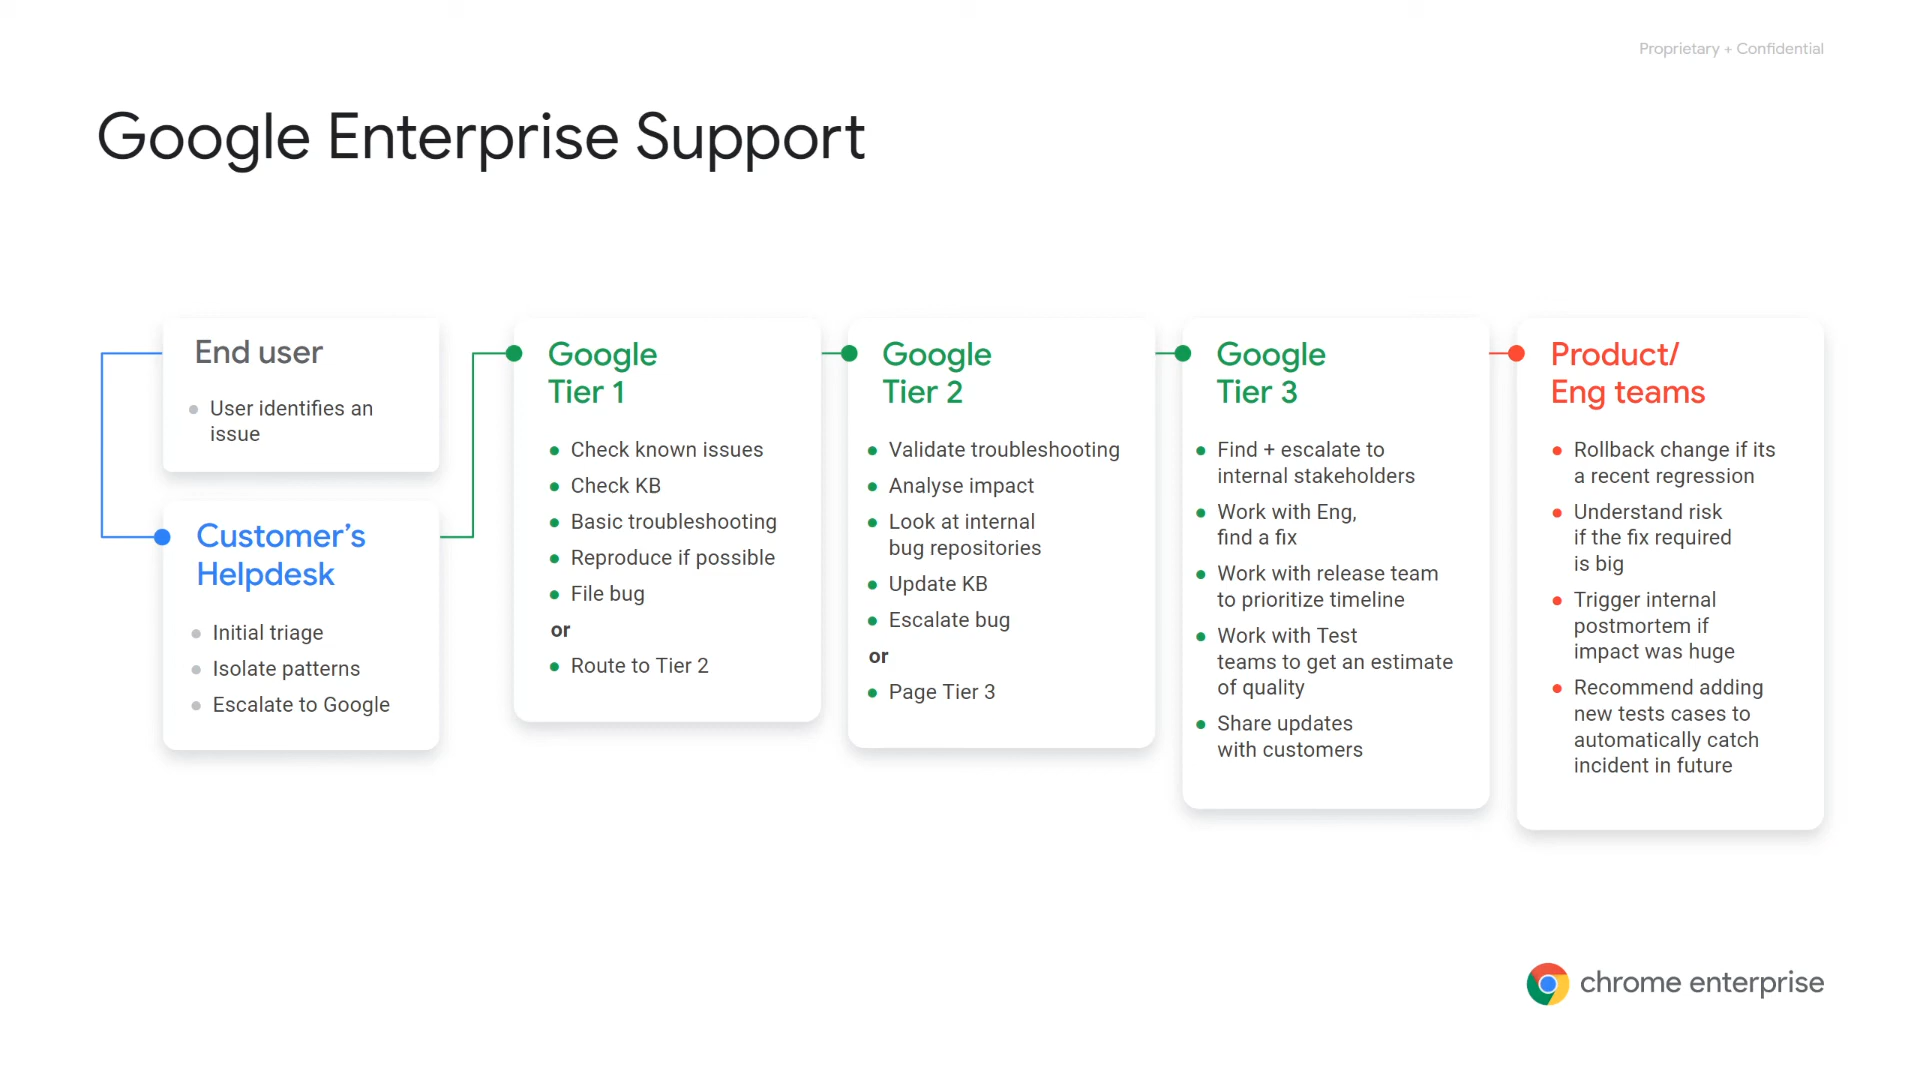 Proprietary + Confidential
Google Enterprise Support
End user
User identifies an
issue
Customer's
Helpdesk
Initial triage
Isolate patterns
Escalate to Google
Google
Tier 1
Check known issues
Check KB
Basic troubleshooting
Reproduce if possible
File bug
or
Route to Tier 2
Google
Tier 2
Validate troubleshooting
Analyse impact
Look at internal
bug repositories
Update KB
Escalate bug
or
Page Tier 3
Google
Tier 3
Find + escalate to
internal stakeholders
Work with Eng,
find a fix
Work with release team
to prioritize timeline
Work with Test
teams to get an estimate
of quality
Share updates
with customers
Product/
Eng teams
Rollback change if its
a recent regression
Understand risk
if the fix required
is big
Trigger internal
postmortem if
impact was huge
Recommend adding
new tests cases to
automatically catch
incident in future
chrome enterprise